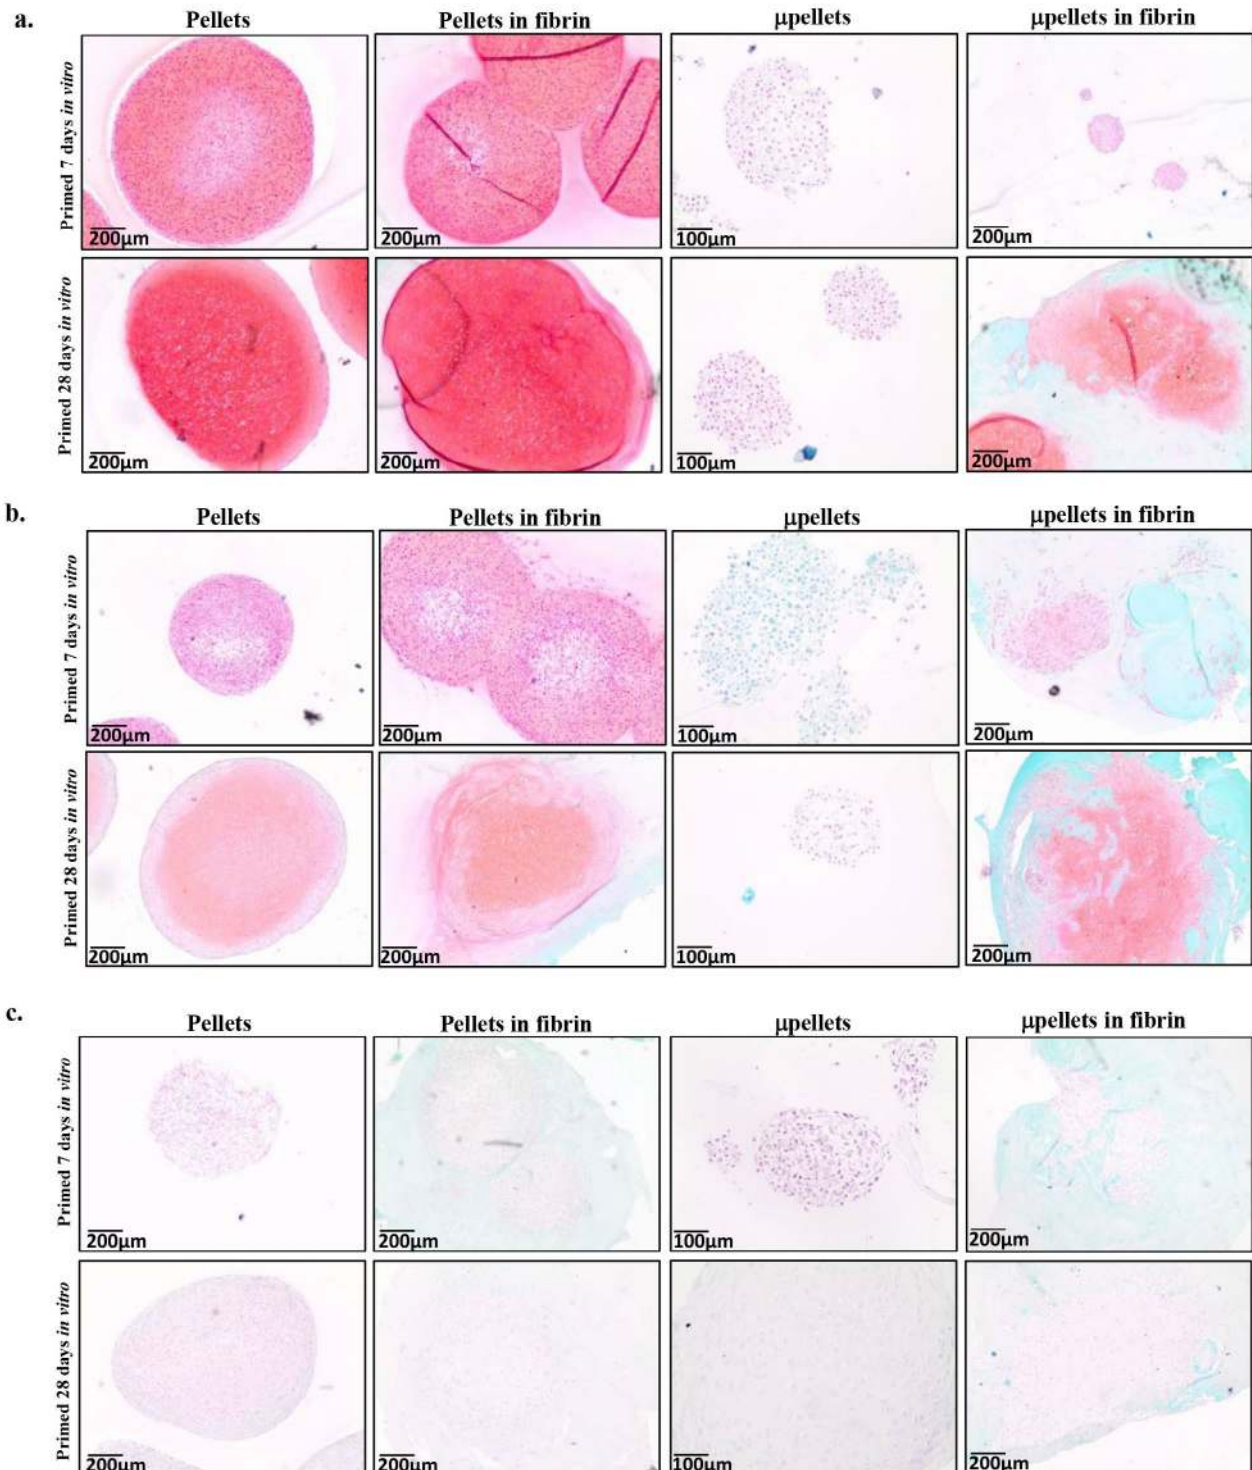 a.
Pellets Pellets in fibrin μpellets μpellets in fibrin
Primed 7 days in vitro
200μm 200μm 100μm 200μm
Primed 28 days in vitro
200μm 200μm 100μm 200μm
b.
Pellets Pellets in fibrin μpellets μpellets in fibrin
Primed 7 days in vitro
200μm 200μm 100μm 200μm
Primed 28 days in vitro
200μm 200μm 100μm 200μm
c.
Pellets Pellets in fibrin μpellets μpellets in fibrin
Primed 7 days in vitro
200μm 200μm 100μm 200μm
Primed 28 days in vitro
200μm 200μm 100μm 200μm